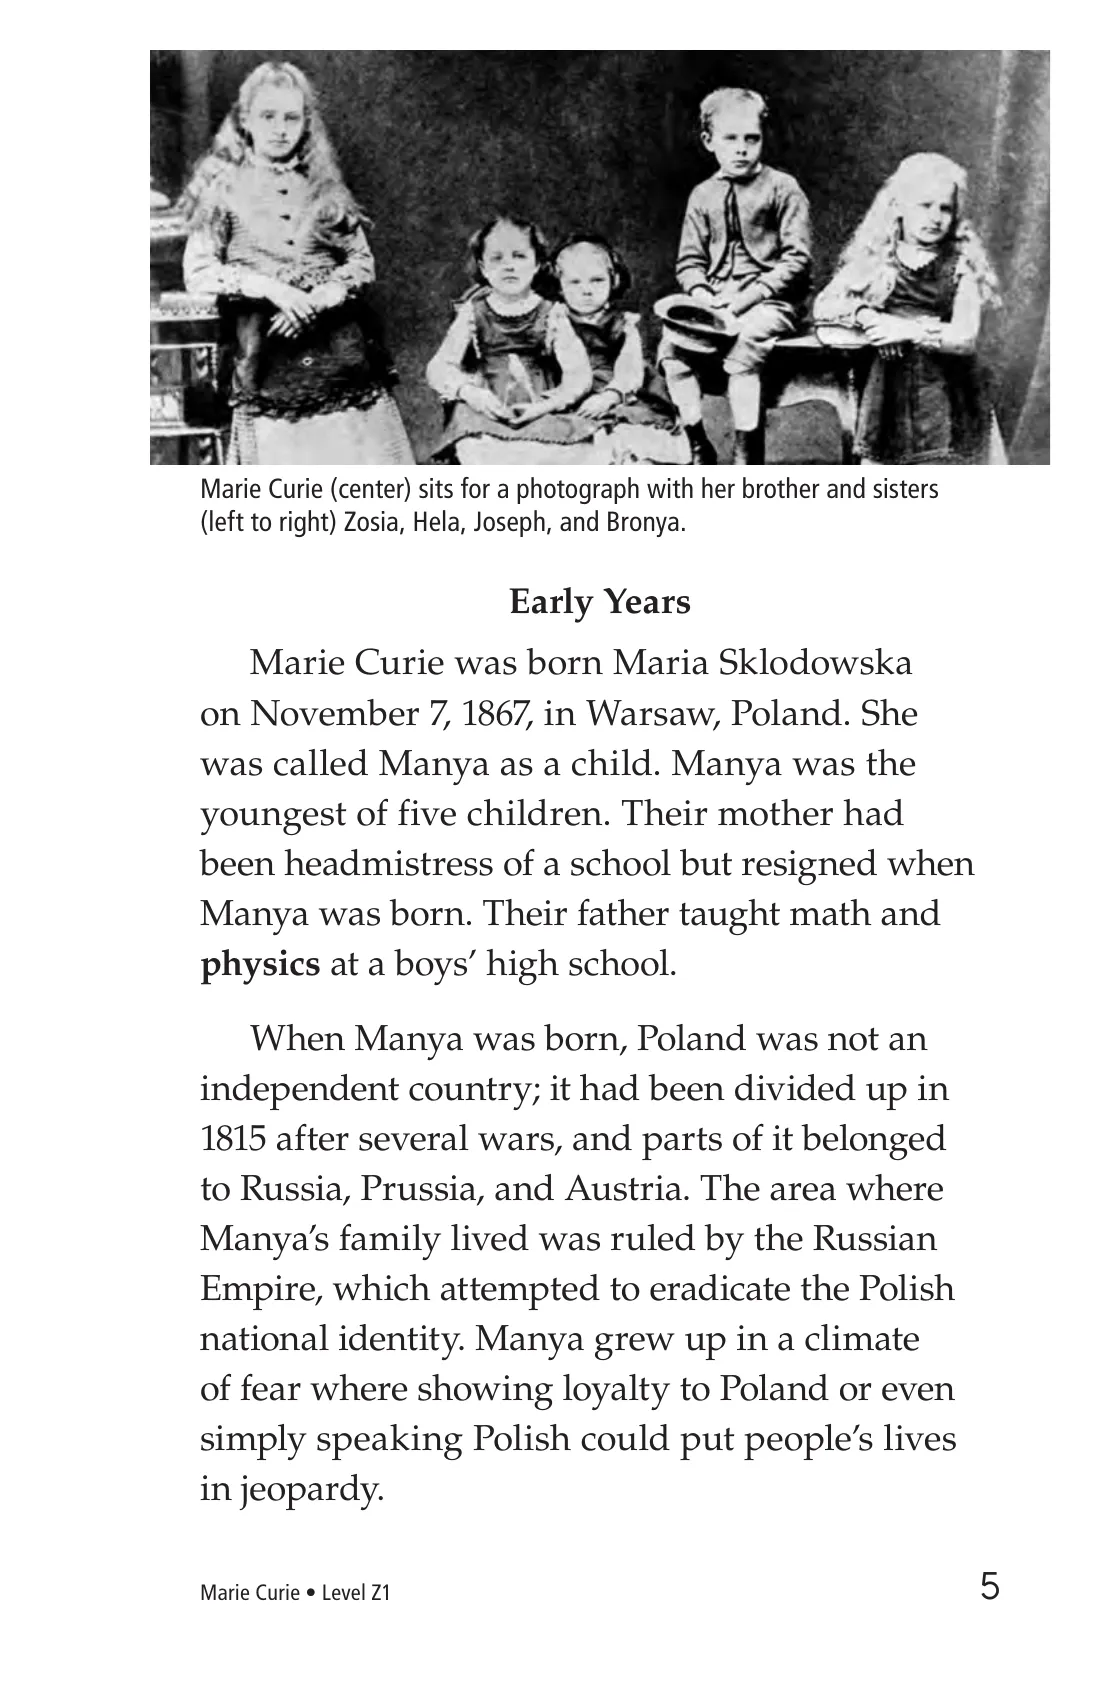 Marie Curie (center) sits for a photograph with her brother and sisters
(left to right) Zosia, Hela, Joseph, and Bronya.
Early Years
Marie Curie was born Maria Sklodowska
on November 7, 1867, in Warsaw, Poland. She
was called Manya as a child. Manya was the
youngest of five children. Their mother had
been headmistress of a school but resigned when
Manya was born. Their father taught math and
physics at a boys’ high school.
When Manya was born, Poland was not an
independent country; it had been divided up in
1815 after several wars, and parts of it belonged
to Russia, Prussia, and Austria. The area where
Manya’s family lived was ruled by the Russian
Empire, which attempted to eradicate the Polish
national identity. Manya grew up in a climate
of fear where showing loyalty to Poland or even
simply speaking Polish could put people’s lives
in jeopardy.
Marie Curie • Level Z1
5